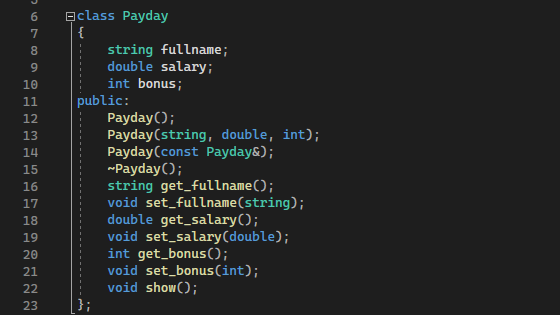 5
6 class Payday
7 {
8 string fullname;
9 double salary;
10 int bonus;
11 public:
12 Payday();
13 Payday(string, double, int);
14 Payday(const Payday&);
15 ~Payday();
16 string get_fullname();
17 void set_fullname(string);
18 double get_salary();
19 void set_salary(double);
20 int get_bonus();
21 void set_bonus(int);
22 void show();
23 };